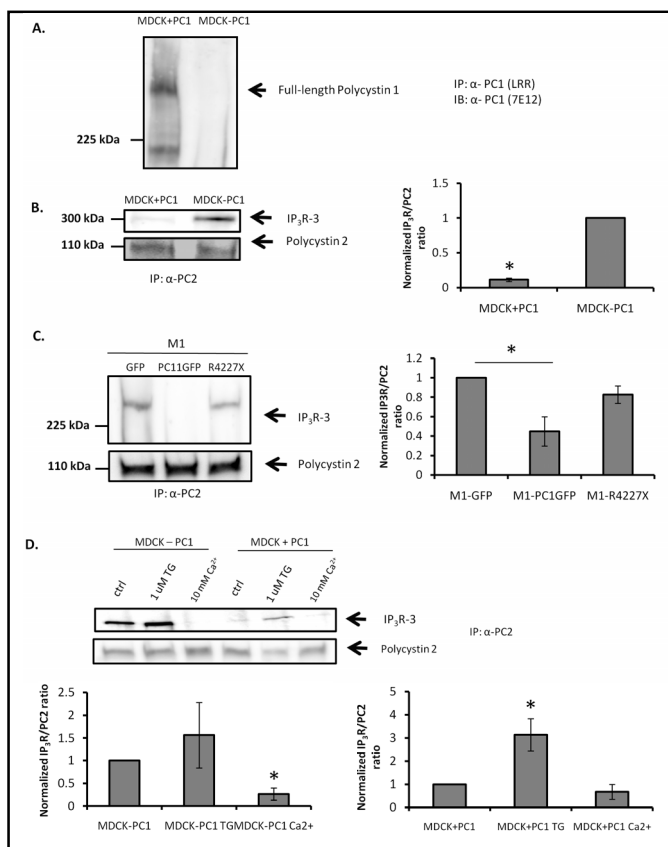 A.
MDCK+PC1 MDCK-PC1
Full-length Polycystin 1
225 kDa
IP: α- PC1 (LRR)
IB: α- PC1 (7E12)
B.
MDCK+PC1 MDCK-PC1
300 kDa
IP₃R-3
110 kDa
Polycystin 2
IP: α-PC2
Normalized IP₃R/PC2
ratio
1.5
1
0.5
0
*
MDCK+PC1 MDCK-PC1
C.
M1
GFP PC11GFP R4227X
IP₃R-3
225 kDa
110 kDa
Polycystin 2
IP: α-PC2
Normalized IP3R/PC2
ratio
1.2
1
0.8
0.6
0.4
0.2
0
*
M1-GFP M1-PC1GFP M1-R4227X
D.
MDCK – PC1 MDCK + PC1
ctrl 1 uM TG 10 mM Ca²⁺ ctrl 1 uM TG 10 mM Ca²⁺
IP₃R-3
Polycystin 2
IP: α-PC2
Normalized IP₃R/PC2 ratio
2.5
2
1.5
1
0.5
0
*
MDCK-PC1 MDCK-PC1 TG MDCK-PC1 Ca2+
Normalized IP₃R/PC2
ratio
5
4
3
2
1
0
*
MDCK+PC1 MDCK+PC1 TG MDCK+PC1 Ca2+